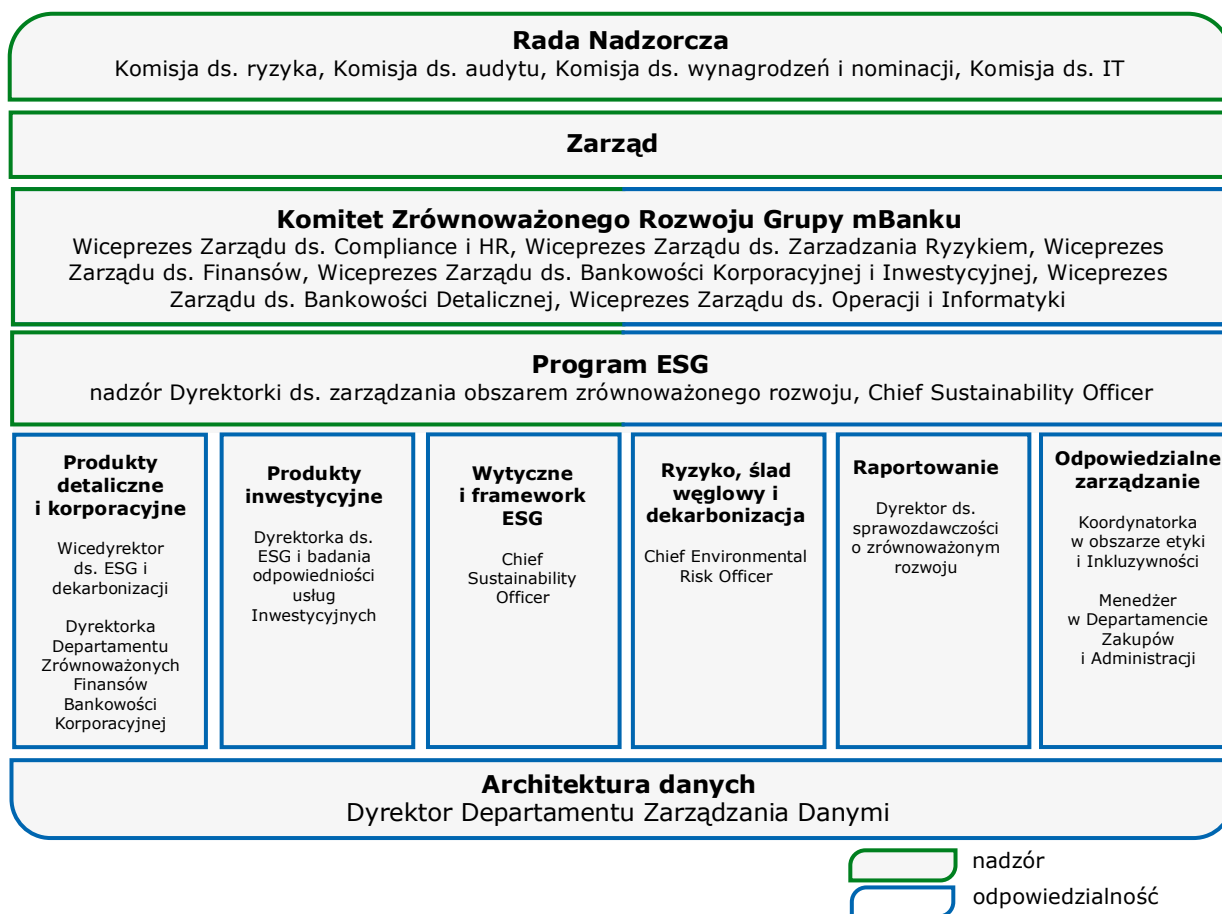 Rada Nadzorcza
Komisja ds. ryzyka, Komisja ds. audytu, Komisja ds. wynagrodzeń i nominacji, Komisja ds. IT
Zarząd
Komitet Zrównoważonego Rozwoju Grupy mBanku
Wiceprezes Zarządu ds. Compliance i HR, Wiceprezes Zarządu ds. Zarzadzania Ryzykiem, Wiceprezes
Zarządu ds. Finansów, Wiceprezes Zarządu ds. Bankowości Korporacyjnej i Inwestycyjnej, Wiceprezes
Zarządu ds. Bankowości Detalicznej, Wiceprezes Zarządu ds. Operacji i Informatyki
Program ESG
nadzór Dyrektorki ds. zarządzania obszarem zrównoważonego rozwoju, Chief Sustainability Officer
Produkty
detaliczne
i korporacyjne
Wicedyrektor
ds. ESG i
dekarbonizacji
Dyrektorka
Departamentu
Zrównoważonych
Finansów
Bankowości
Korporacyjnej
Produkty
inwestycyjne
Dyrektorka ds.
ESG i badania
odpowiedniości
usług
Inwestycyjnych
Wytyczne
i framework
ESG
Chief
Sustainability
Officer
Ryzyko, ślad
węglowy i
dekarbonizacja
Chief Environmental
Risk Officer
Raportowanie
Dyrektor ds.
sprawozdawczości
o zrównoważonym
rozwoju
Odpowiedzialne
zarządzanie
Koordynatorka
w obszarze etyki
i Inkluzywności
Menedżer
w Departamencie
Zakupów
i Administracji
Architektura danych
Dyrektor Departamentu Zarządzania Danymi
nadzór
odpowiedzialność